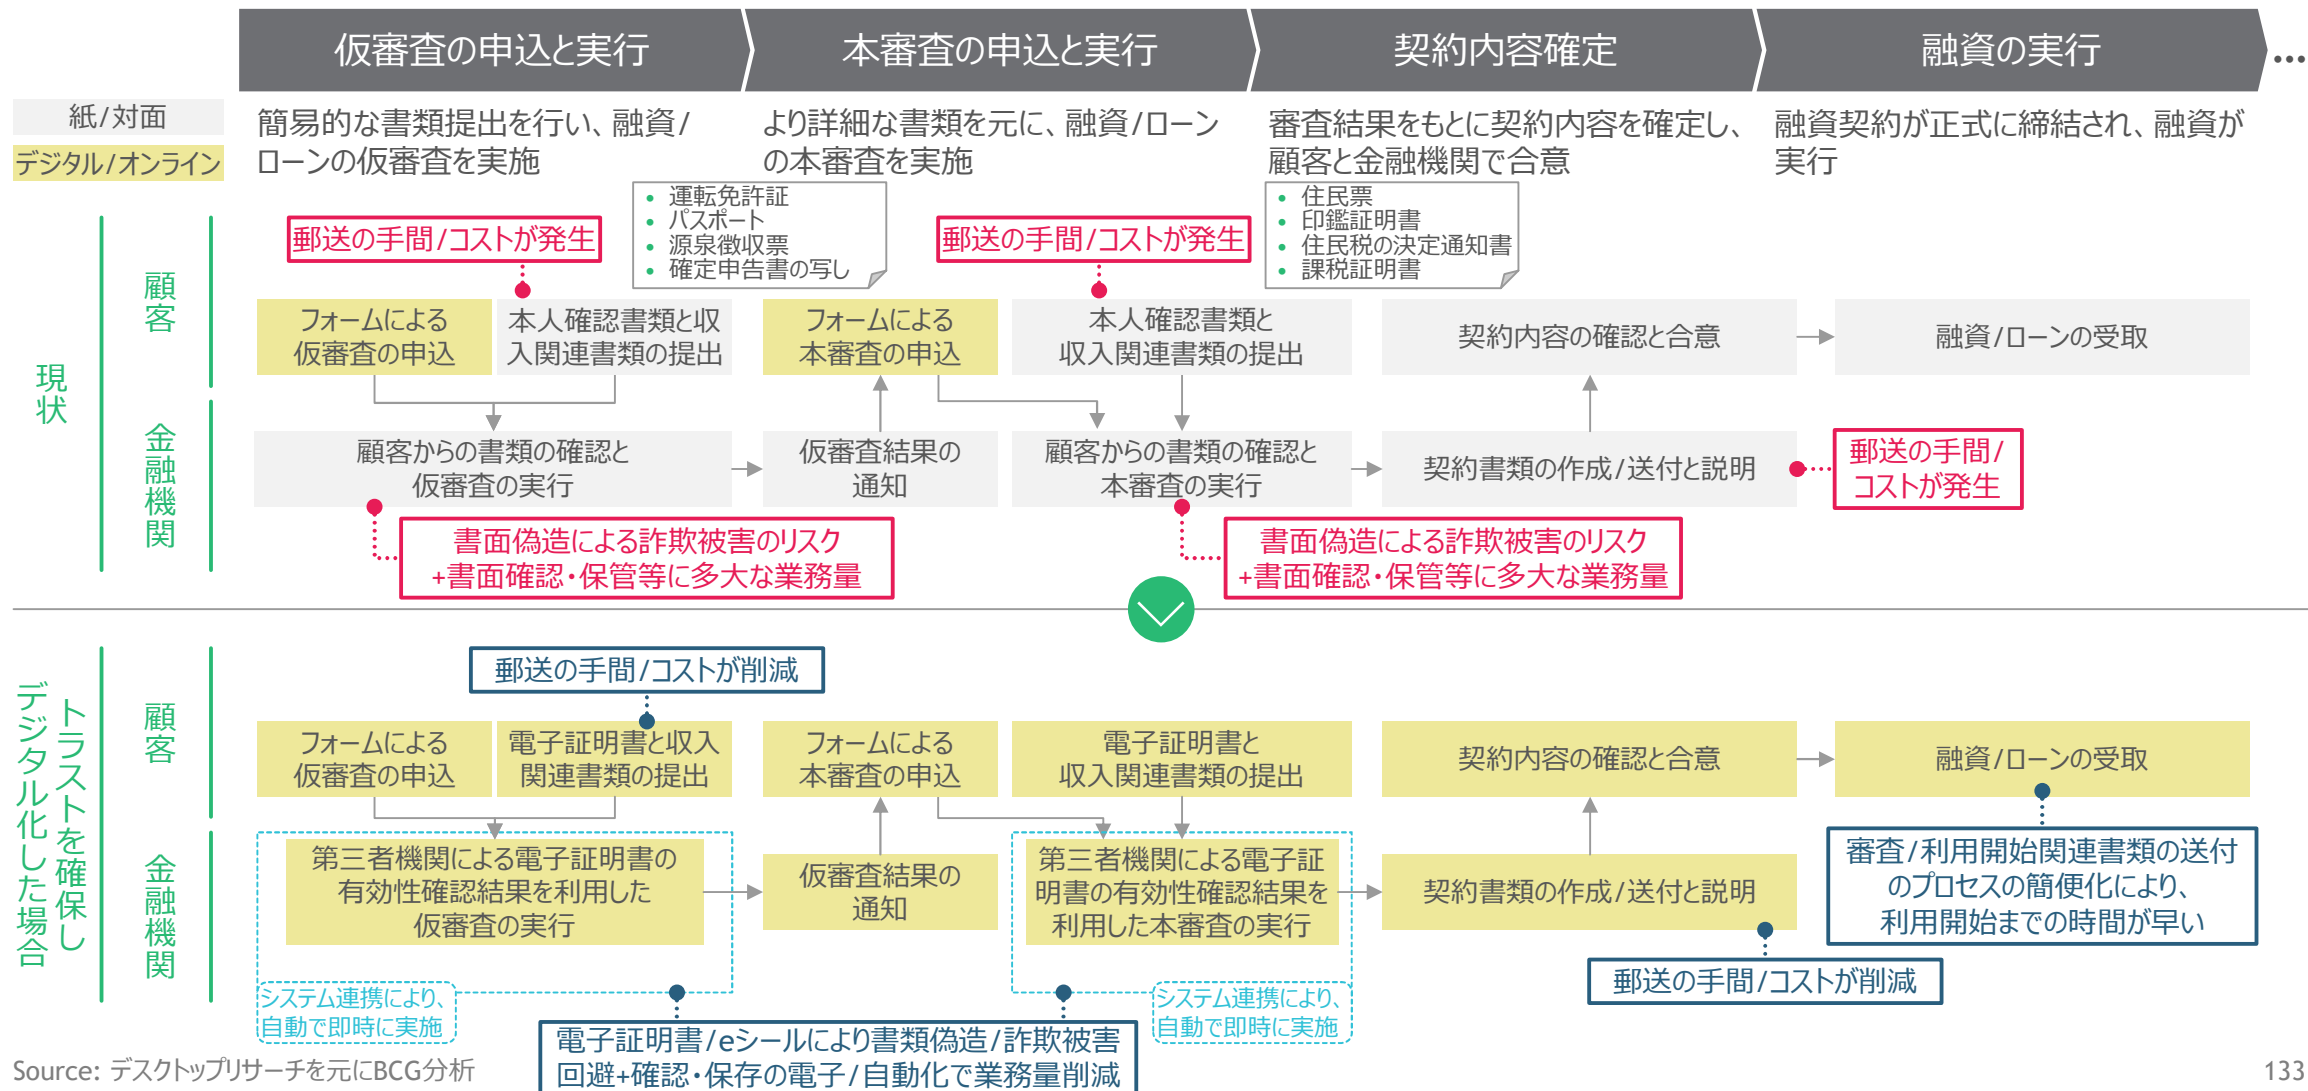 仮審査の申込と実行
本審査の申込と実行
契約内容確定
融資の実行
...
紙/対面
デジタル/オンライン
簡易的な書類提出を行い、融資/
ローンの仮審査を実施
より詳細な書類を元に、融資/ローン
の本審査を実施
審査結果をもとに契約内容を確定し、
顧客と金融機関で合意
融資契約が正式に締結され、融資が
実行
現状
顧客
金融機関
郵送の手間/コストが発生
• 運転免許証
• パスポート
• 源泉徴収票
• 確定申告書の写し
郵送の手間/コストが発生
• 住民票
• 印鑑証明書
• 住民税の決定通知書
• 課税証明書
フォームによる
仮審査の申込
本人確認書類と収
入関連書類の提出
フォームによる
本審査の申込
本人確認書類と
収入関連書類の提出
契約内容の確認と合意
融資/ローンの受取
顧客からの書類の確認と
仮審査の実行
仮審査結果の
通知
顧客からの書類の確認と
本審査の実行
契約書類の作成/送付と説明
郵送の手間/
コストが発生
書面偽造による詐欺被害のリスク
+書面確認・保管等に多大な業務量
書面偽造による詐欺被害のリスク
+書面確認・保管等に多大な業務量
トラストを確保し
デジタル化した場合
顧客
金融機関
郵送の手間/コストが削減
フォームによる
仮審査の申込
電子証明書と収入
関連書類の提出
フォームによる
本審査の申込
電子証明書と
収入関連書類の提出
契約内容の確認と合意
融資/ローンの受取
第三者機関による電子証明書の
有効性確認結果を利用した
仮審査の実行
仮審査結果の
通知
第三者機関による電子証
明書の有効性確認結果を
利用した本審査の実行
契約書類の作成/送付と説明
審査/利用開始関連書類の送付
のプロセスの簡便化により、
利用開始までの時間が早い
郵送の手間/コストが削減
システム連携により、
自動で即時に実施
システム連携により、
自動で即時に実施
電子証明書/eシールにより書類偽造/詐欺被害
回避+確認・保存の電子/自動化で業務量削減
Source: デスクトップリサーチを元にBCG分析
133